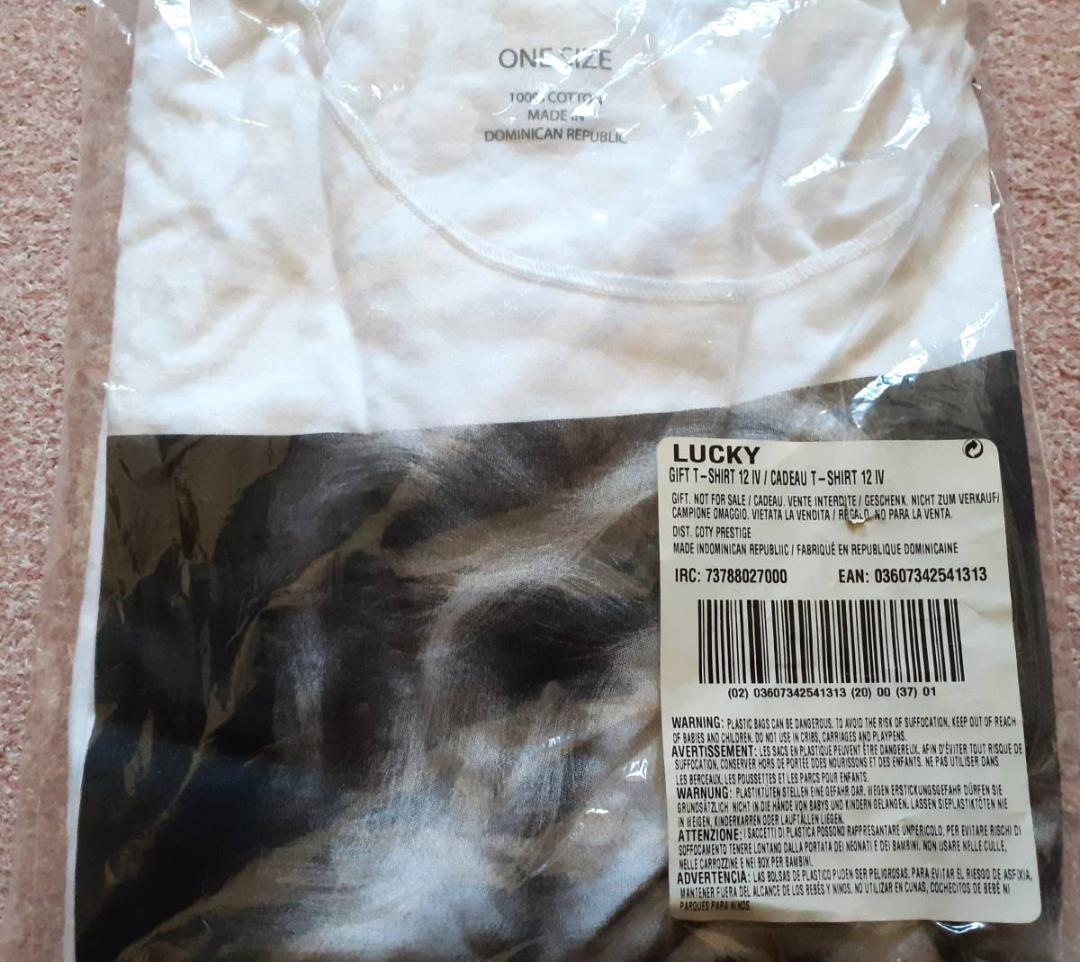 ONE SIZE
100% COTTON
MADE IN
DOMINICAN REPUBLIC
LUCKY
GIFT T-SHIRT 12 IV / CADEAU T-SHIRT 12 IV
GIFT. NOT FOR SALE / CADEAU. VENTE INTERDITE / GESCHENK. NICHT ZUM VERKAUF/
CAMPIONE OMAGGIO. VIETATA LA VENDITA / REGALO. NO PARA LA VENTA.
DIST. COTY PRESTIGE
MADE INDOMINICAN REPUBLIIC / FABRIQUÉ EN REPUBLIQUE DOMINICAINE
IRC: 73788027000 EAN: 03607342541313
(02) 03607342541313 (20) 00 (37) 01
WARNING: PLASTIC BAGS CAN BE DANGEROUS. TO AVOID THE RISK OF SUFFOCATION, KEEP OUT OF REACH
OF BABIES AND CHILDREN. DO NOT USE IN CRIBS, CARRIAGES AND PLAYPENS.
AVERTISSEMENT: LES SACS EN PLASTIQUE PEUVENT ÊTRE DANGEREUX. AFIN D'ÉVITER TOUT RISQUE DE
SUFFOCATION, CONSERVER HORS DE PORTÉE DDES NOURISSONS ET DES ENFANTS. NE PAS UTILISER DANS
LES BERCEAUX, LES POUSSETTES ET LES PARCS POUR ENFANTS.
WARNUNG: PLASTIKTÜTEN STELLEN EINE GEFAHR DAR. WEGEN ERSTICKUNGSGEFAHR DÜRFEN SIE
GRUNDSÄTZLICH NICHT IN DIE HÄNDE VON BABYS UND KINDERN GELANGEN. LASSEN SIEPLASTIKTÖTEN NIE
IN WEIGEN, KINDERKARREN ODER LAUFTÄLLEN LIEGEN.
ATTENZIONE: I SACCETTI DI PLASTICA POSSONO RAPPRESANTARE UNPERICOLO. PER EVITARE RISCHI DI
SOFFOCAMENTO TENERE LONTANO DALLA PORTATA DEI NEONATI E DEI BAMBINI. NON USARE NELLE CULLE,
NELLE CARROZZINE E NEI BOX PER BAMBINI.
ADVERTENCIA: LAS BOLSAS DE PLASTICO PUDEN SER PELIGROSAS. PARA EVITAR EL RIESGO DE ASFIXIA,
MANTENER FUERA DEL ALCANCE DE LOS BEBÉS Y NINOS. NO UTILIZAR EN CUNAS, COCHECITOS DE BEBÉ NI
PARQUES PARA NINOS.